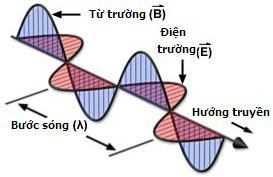 Từ trường (B⃗)
Điện
trường(E⃗)
Hướng truyền
Bước sóng (λ)